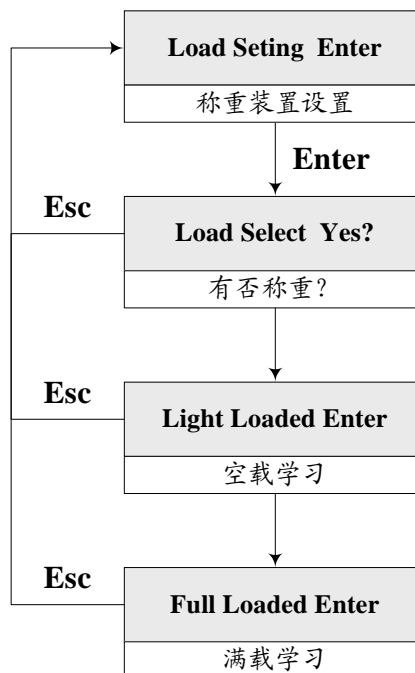 Load Seting Enter
称重装置设置
Enter
Esc
Load Select Yes?
有否称重?
Esc
Light Loaded Enter
空载学习
Esc
Full Loaded Enter
满载学习